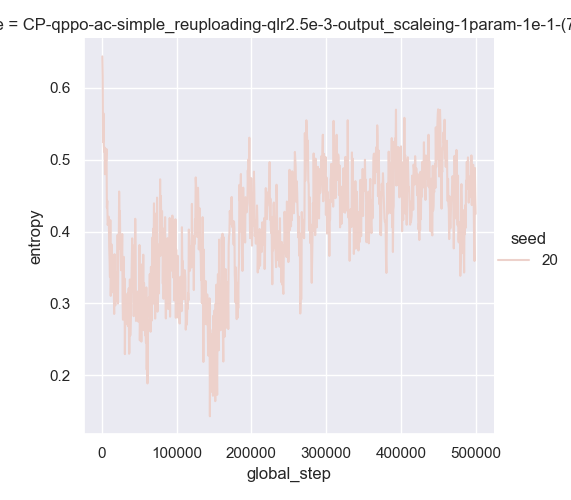 e = CP-qppo-ac-simple_reuploading-qlr2.5e-3-output_scaleing-1param-1e-1-(7
0.6
0.5
0.4
0.3
0.2
entropy
seed
20
0 100000 200000 300000 400000 500000
global_step